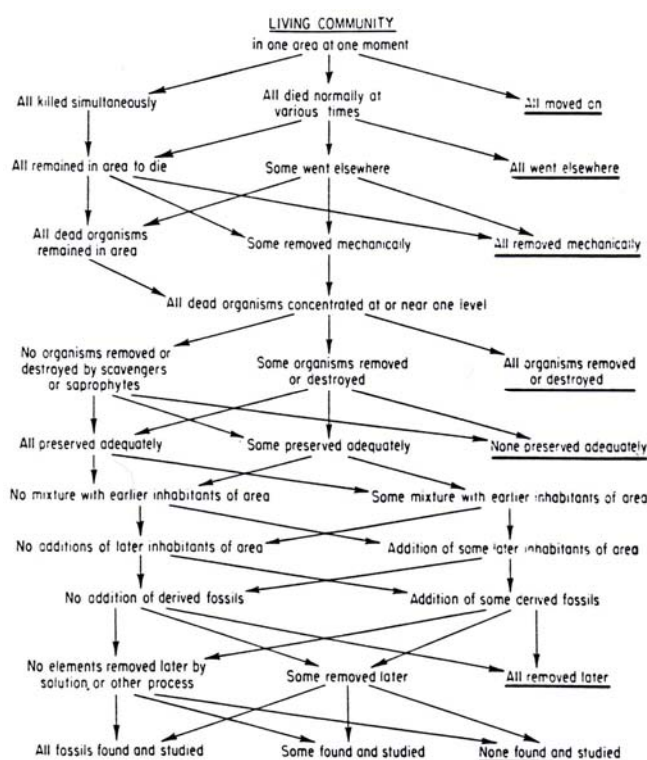 LIVING COMMUNITY
in one area at one moment
All killed simultaneously
All died normally at
various times
All moved on
All remained in area to die
Some went elsewhere
All went elsewhere
All dead organisms
remained in area
Some removed mechanically
All removed mechanically
All dead organisms concentrated at or near one level
No organisms removed or
destroyed by scavengers
or saprophytes
Some organisms removed
or destroyed
All organisms removed
or destroyed
All preserved adequately
Some preserved adequately
None preserved adequately
No mixture with earlier inhabitants of area
Some mixture with earlier inhabitants of area
No additions of later inhabitants of area
Addition of some later inhabitants of area
No addition of derived fossils
Addition of some derived fossils
No elements removed later by
solution or other process
Some removed later
All removed later
All fossils found and studied
Some found and studied
None found and studied